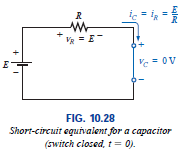 R
i_C = i_R = E/R
+ V_R = E −
+
E
−
+
v_C = 0 V
−
FIG. 10.28
Short-circuit equivalent for a capacitor
(switch closed, t = 0).